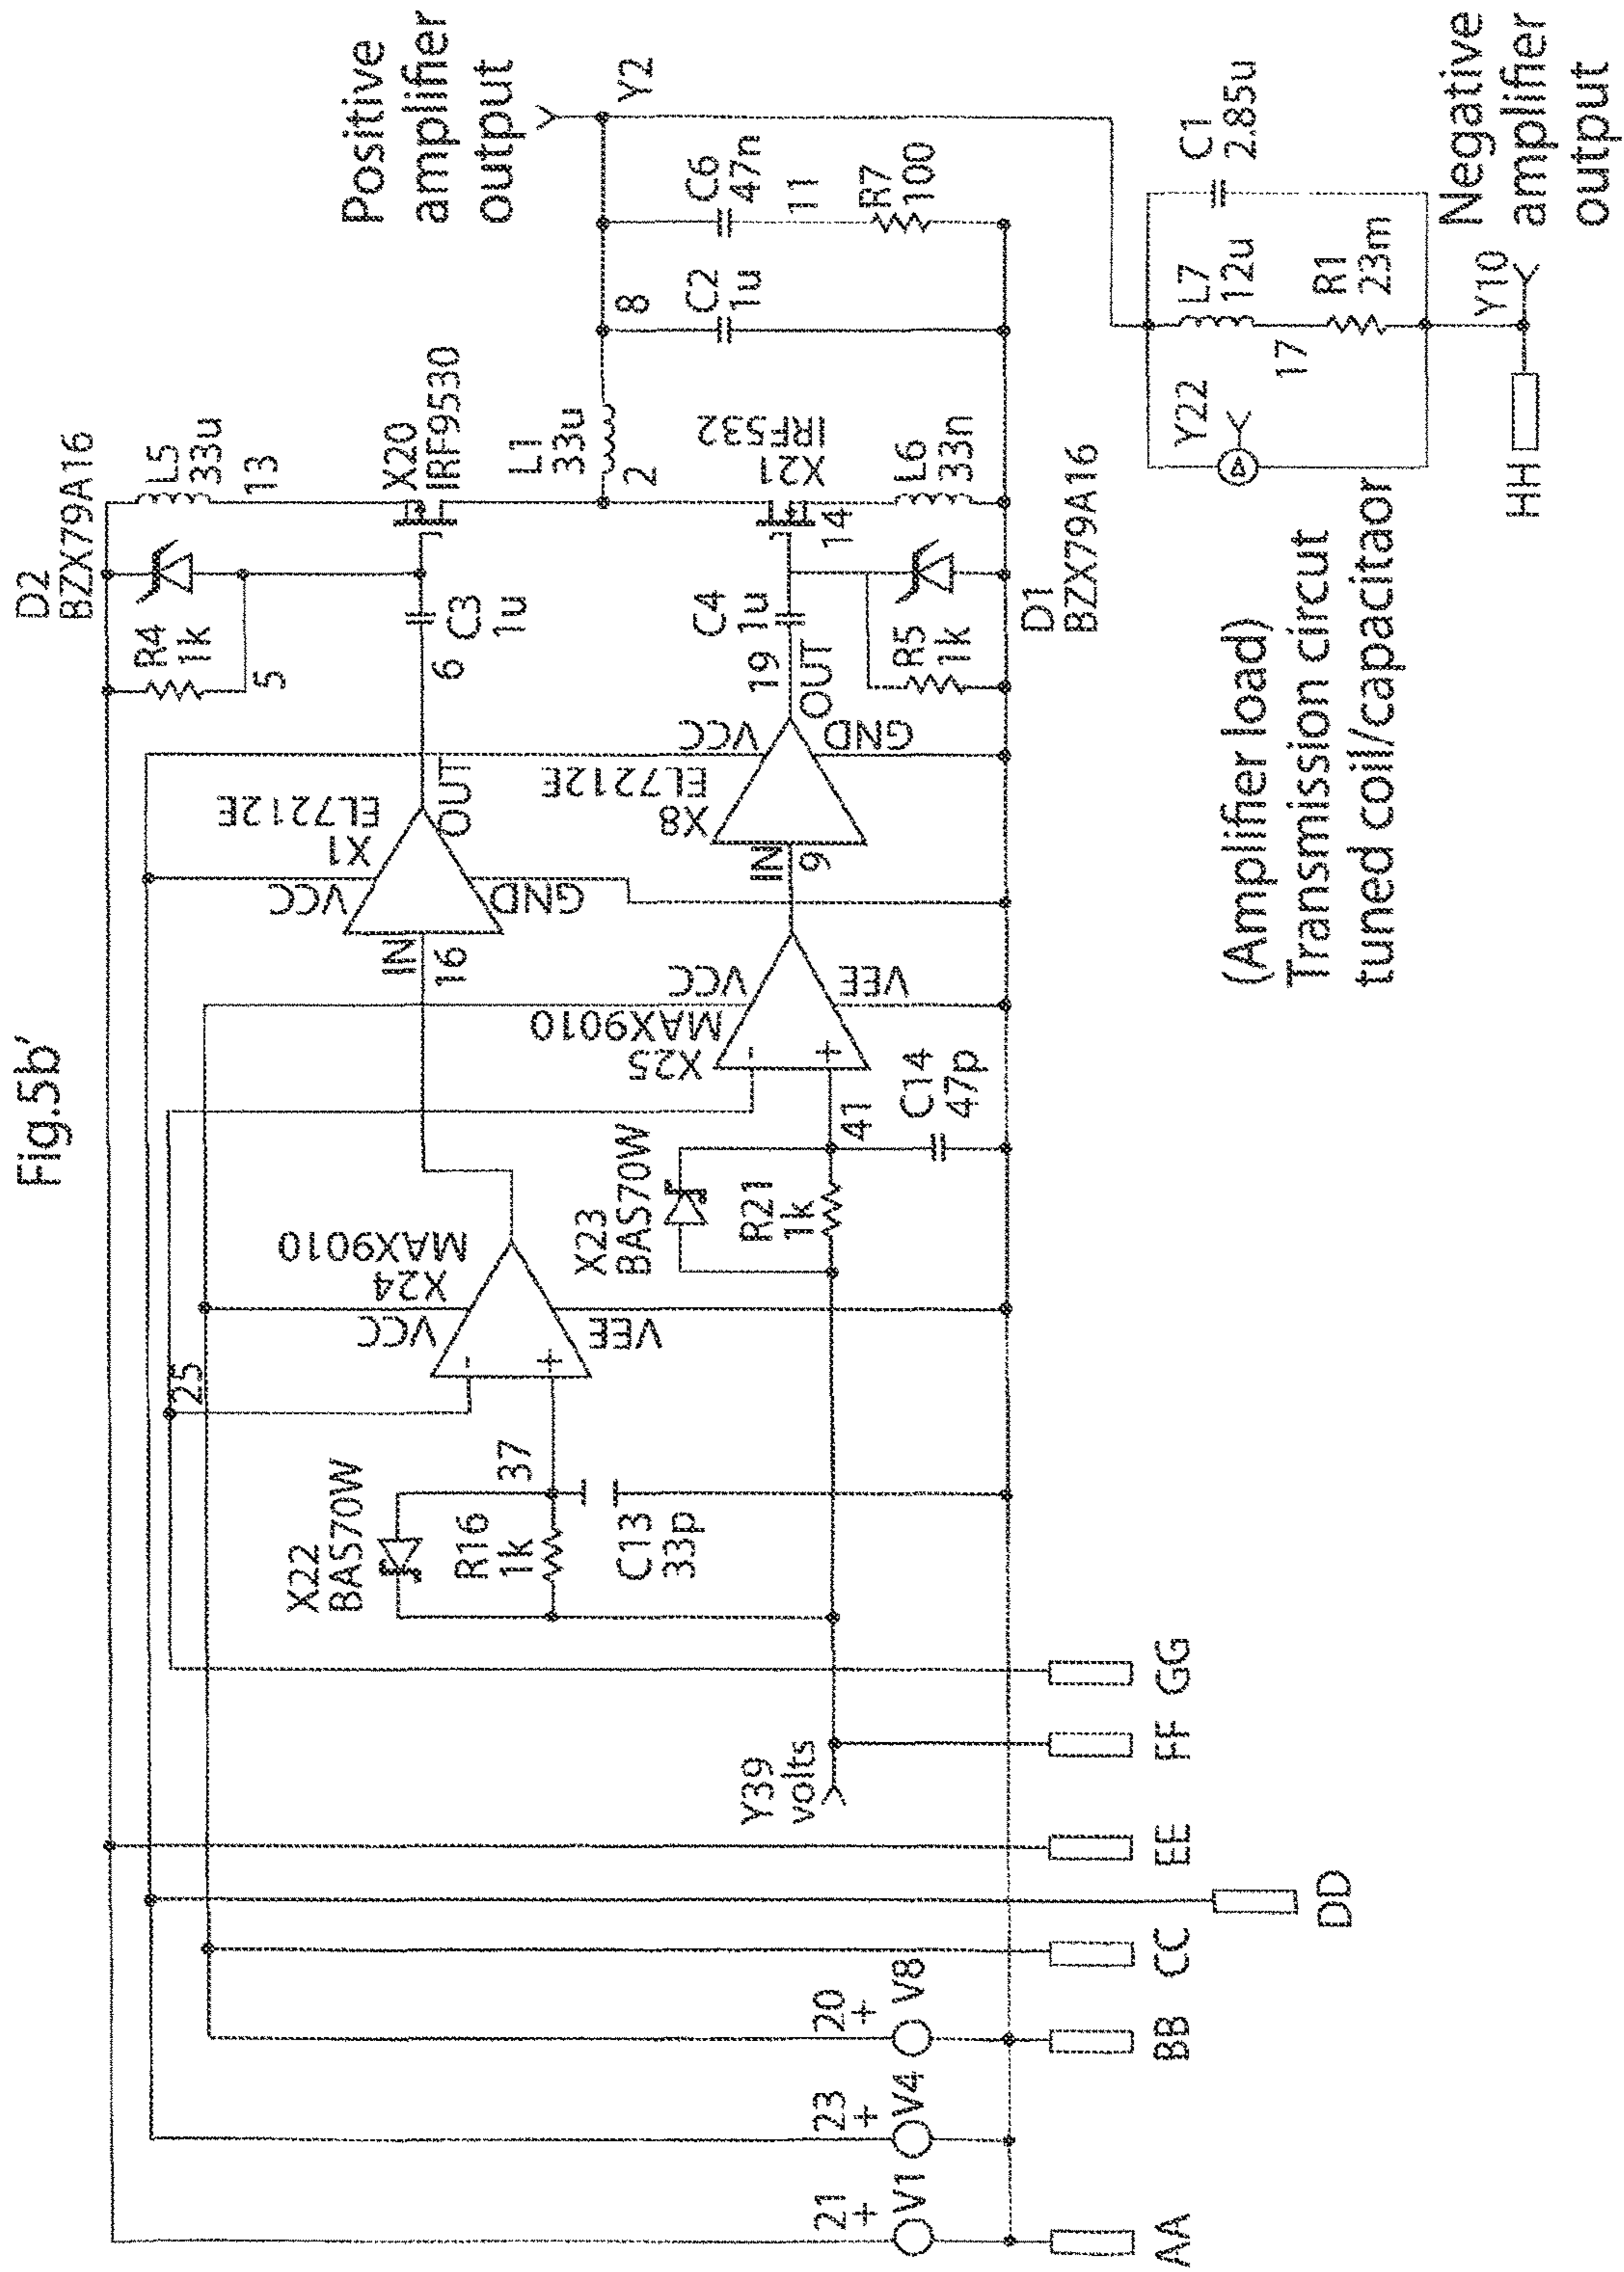 Fig.5b'
D2
BZX79A16
R4
1k
5
L5
33u
13
X20
IRF9530
C3
1u
6
X1
EL7212E
VCC
GND
IN
OUT
16
25
X24
MAX9010
VCC
VEE
-
+
X22
BAS70W
R16
1k
37
C13
33p
X23
BAS70W
R21
1k
41
C14
47p
X25
MAX9010
VCC
VEE
-
+
X8
EL7212E
VCC
GND
IN
9
OUT
19
C4
1u
R5
1k
D1
BZX79A16
X21
IRF532
14
L6
33n
L1
33u
2
8
C2
1u
C6
47n
11
R7
100
Positive
amplifier
output
Y2
Y39
volts
21
+
V1
23
+
V4
20
+
V8
AA
BB
CC
DD
EE
FF
GG
(Amplifier load)
Transmission circut
tuned coil/capacitaor
Y22
17
L7
12u
R1
23m
C1
2.85u
HH
Y10
Negative
amplifier
output